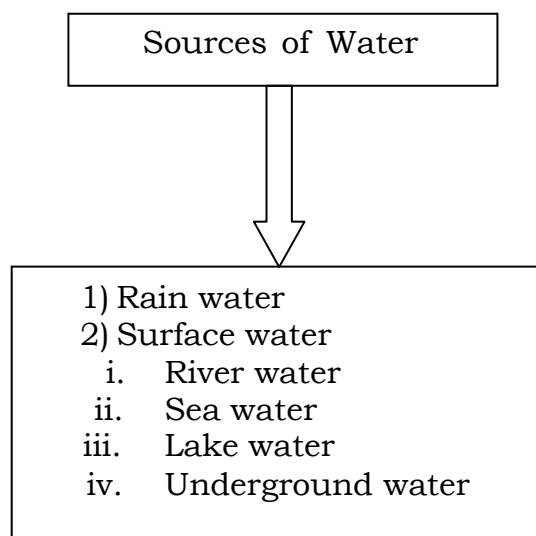 Sources of Water
1) Rain water
2) Surface water
i. River water
ii. Sea water
iii. Lake water
iv. Underground water